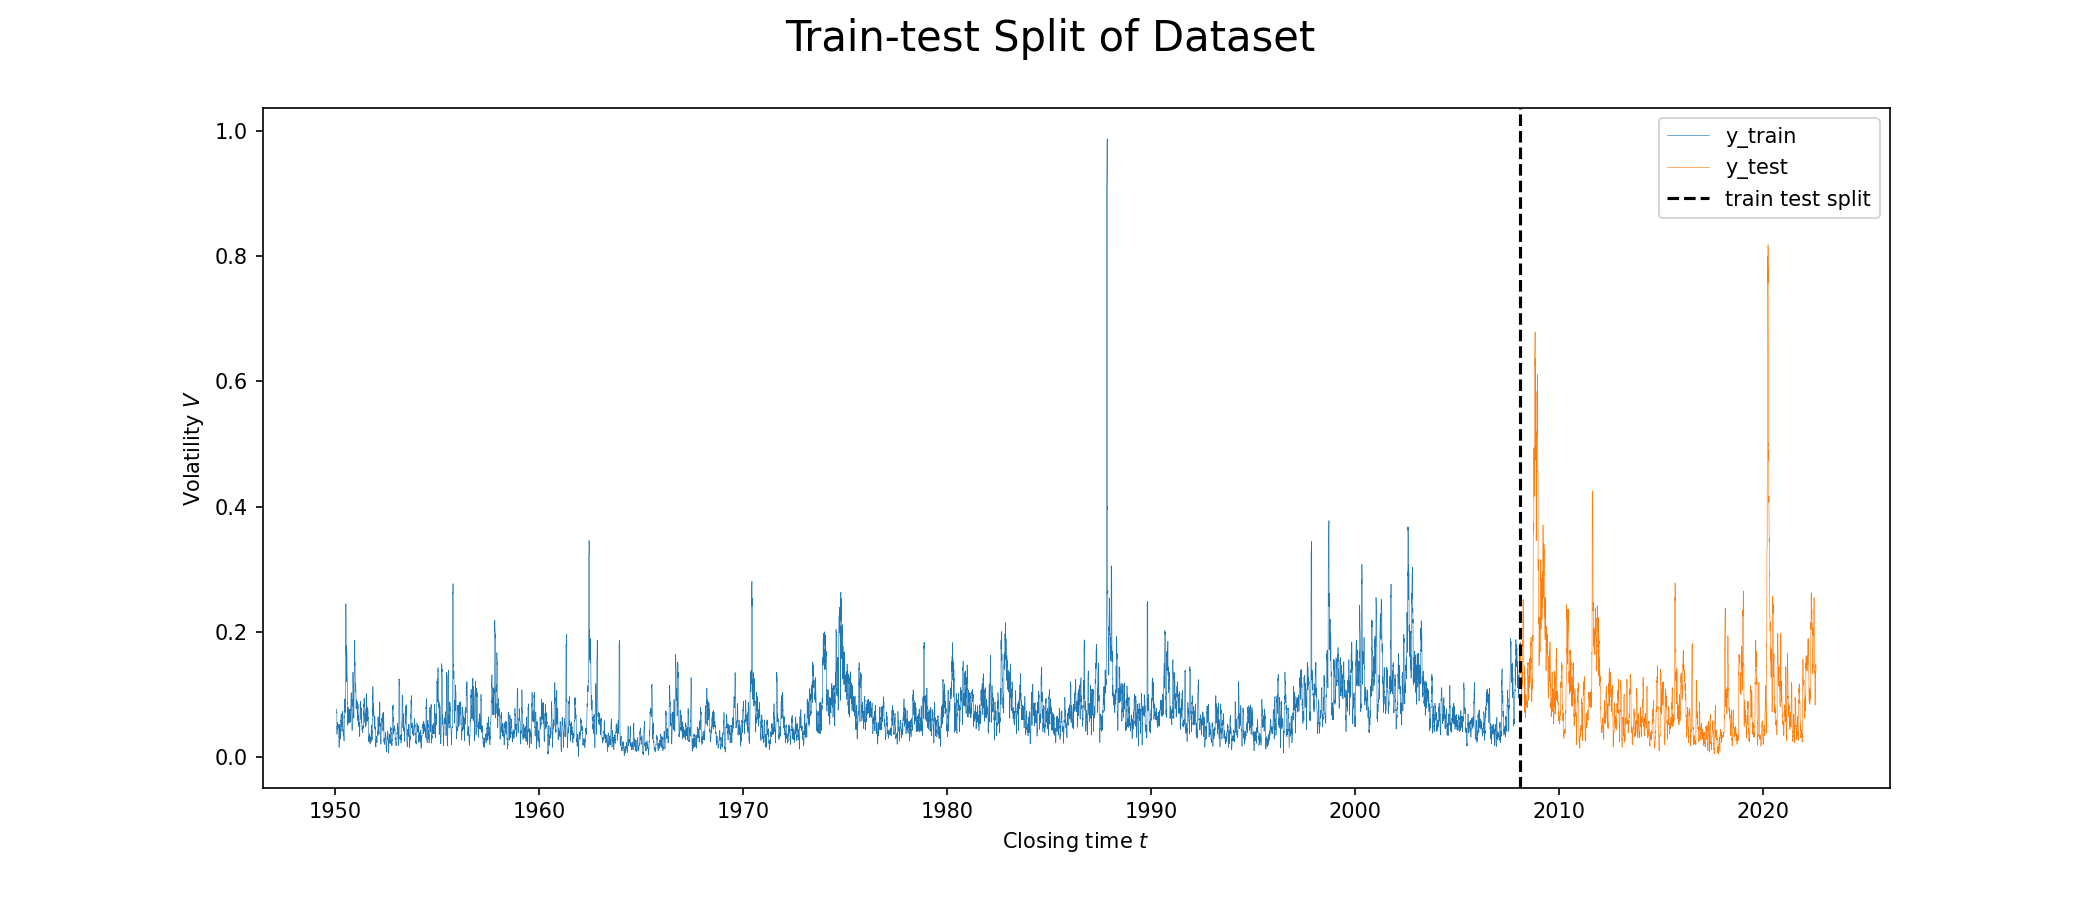 Train-test Split of Dataset
1.0
0.8
0.6
0.4
0.2
0.0
Volatility V
y_train
y_test
train test split
1950 1960 1970 1980 1990 2000 2010 2020
Closing time t